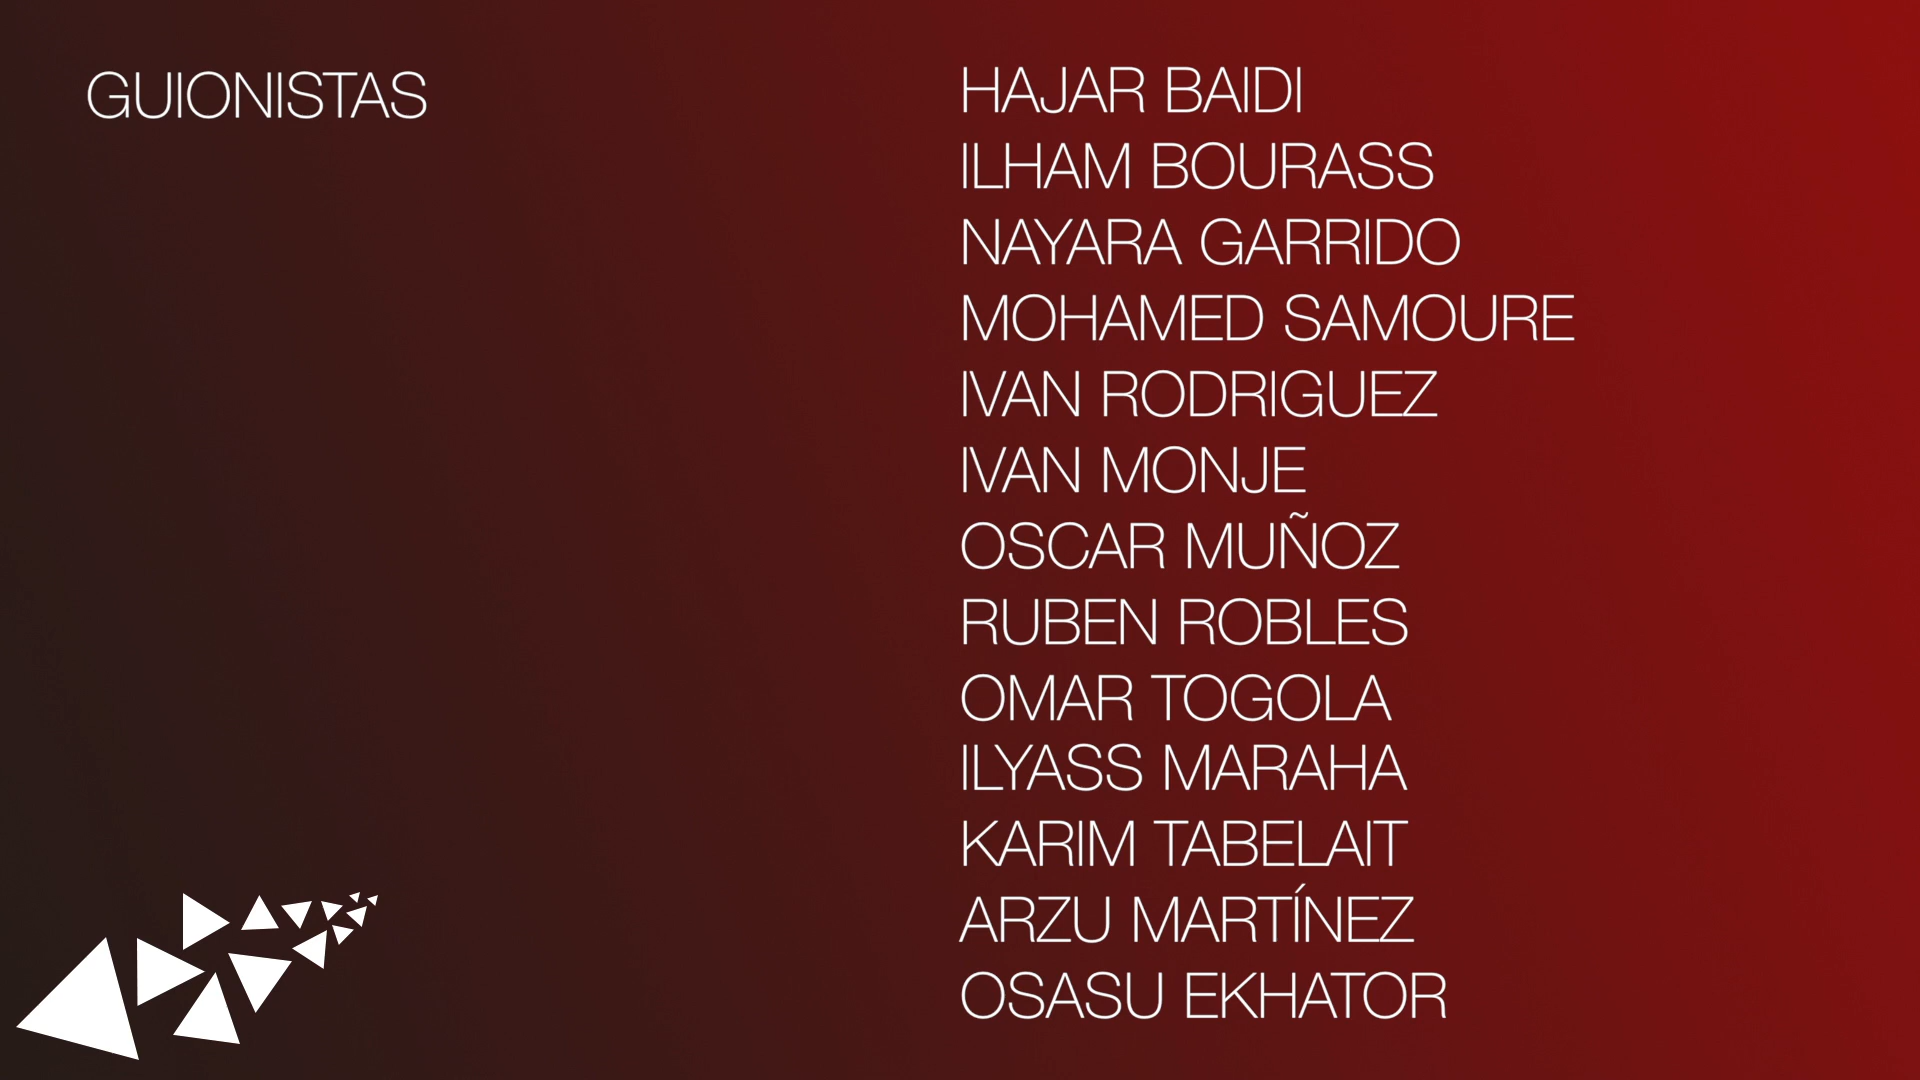 GUIONISTAS
HAJAR BAIDI
ILHAM BOURASS
NAYARA GARRIDO
MOHAMED SAMOURE
IVAN RODRIGUEZ
IVAN MONJE
OSCAR MUÑOZ
RUBEN ROBLES
OMAR TOGOLA
ILYASS MARAHA
KARIM TABELAIT
ARZU MARTÍNEZ
OSASU EKHATOR